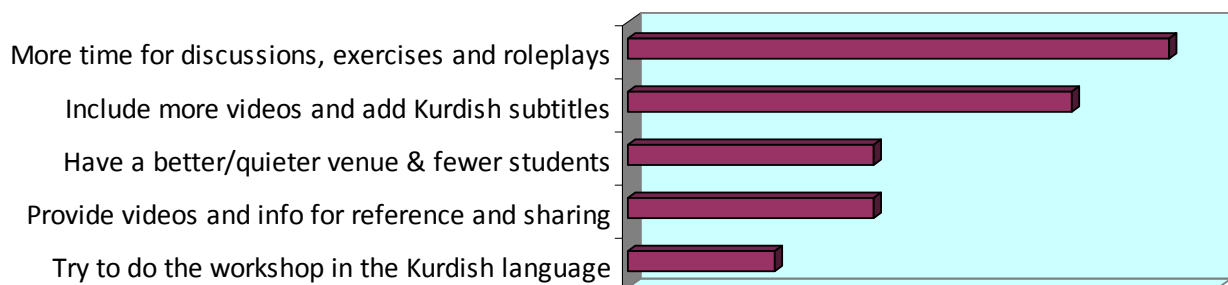 More time for discussions, exercises and roleplays
Include more videos and add Kurdish subtitles
Have a better/quieter venue & fewer students
Provide videos and info for reference and sharing
Try to do the workshop in the Kurdish language